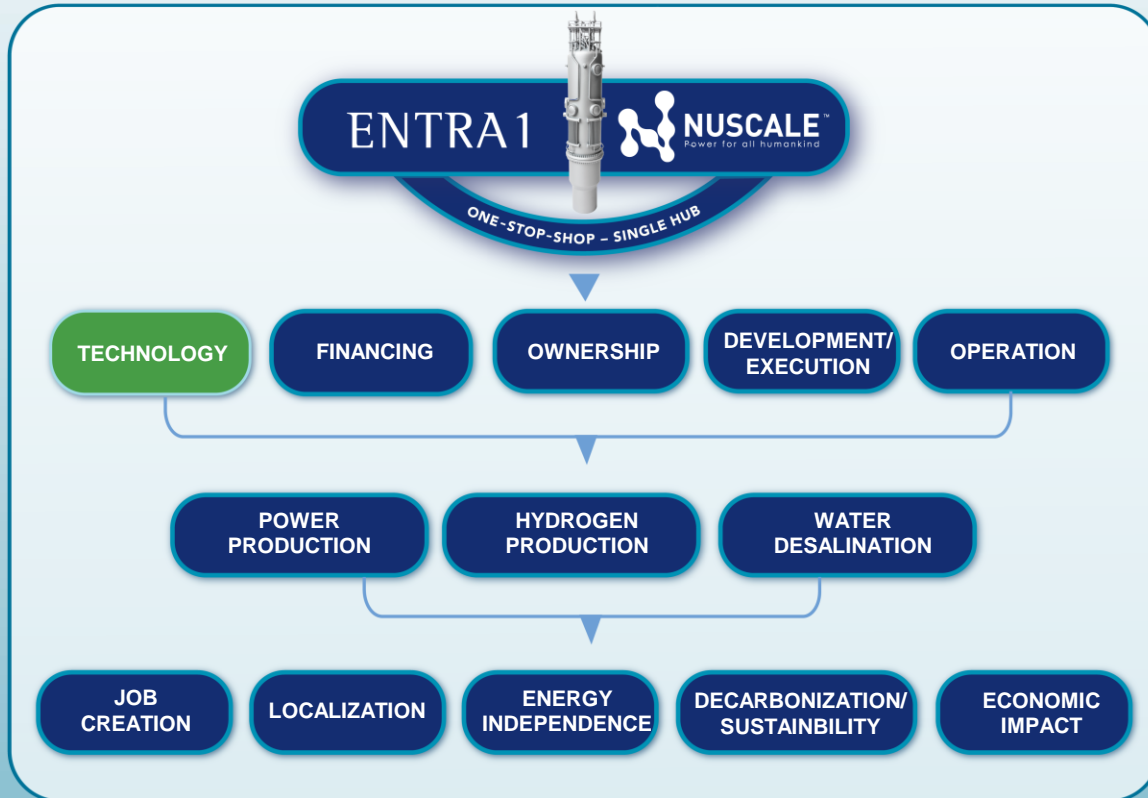 ENTRA1
NUSCALE™
Power for all humankind
ONE-STOP-SHOP – SINGLE HUB
TECHNOLOGY
FINANCING
OWNERSHIP
DEVELOPMENT/
EXECUTION
OPERATION
POWER
PRODUCTION
HYDROGEN
PRODUCTION
WATER
DESALINATION
JOB
CREATION
LOCALIZATION
ENERGY
INDEPENDENCE
DECARBONIZATION/
SUSTAINBILITY
ECONOMIC
IMPACT